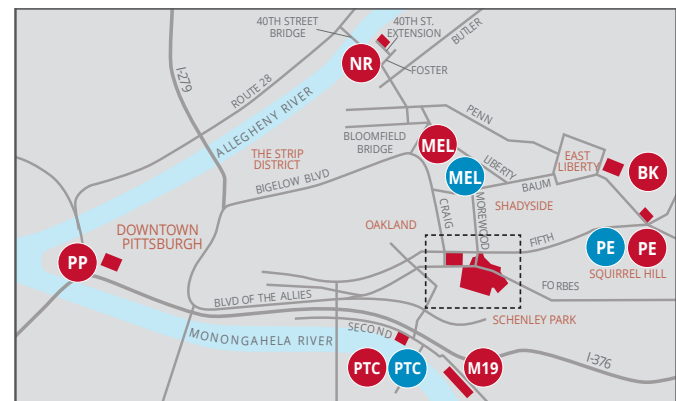 40TH STREET
BRIDGE
40TH ST.
EXTENSION
BUTLER
NR
FOSTER
I-279
ROUTE 28
ALLEGHENY RIVER
PENN
BLOOMFIELD
BRIDGE
MEL
LIBERTY
THE STRIP
DISTRICT
EAST
LIBERTY
BK
MEL
BAUM
BIGELOW BLVD
CRAIG
MOREWOOD
SHADYSIDE
OAKLAND
DOWNTOWN
PITTSBURGH
FIFTH
PE
PE
PP
SQUIRREL HILL
FORBES
BLVD OF THE ALLIES
SCHENLEY PARK
SECOND
MONONGAHELA RIVER
I-376
PTC
PTC
M19